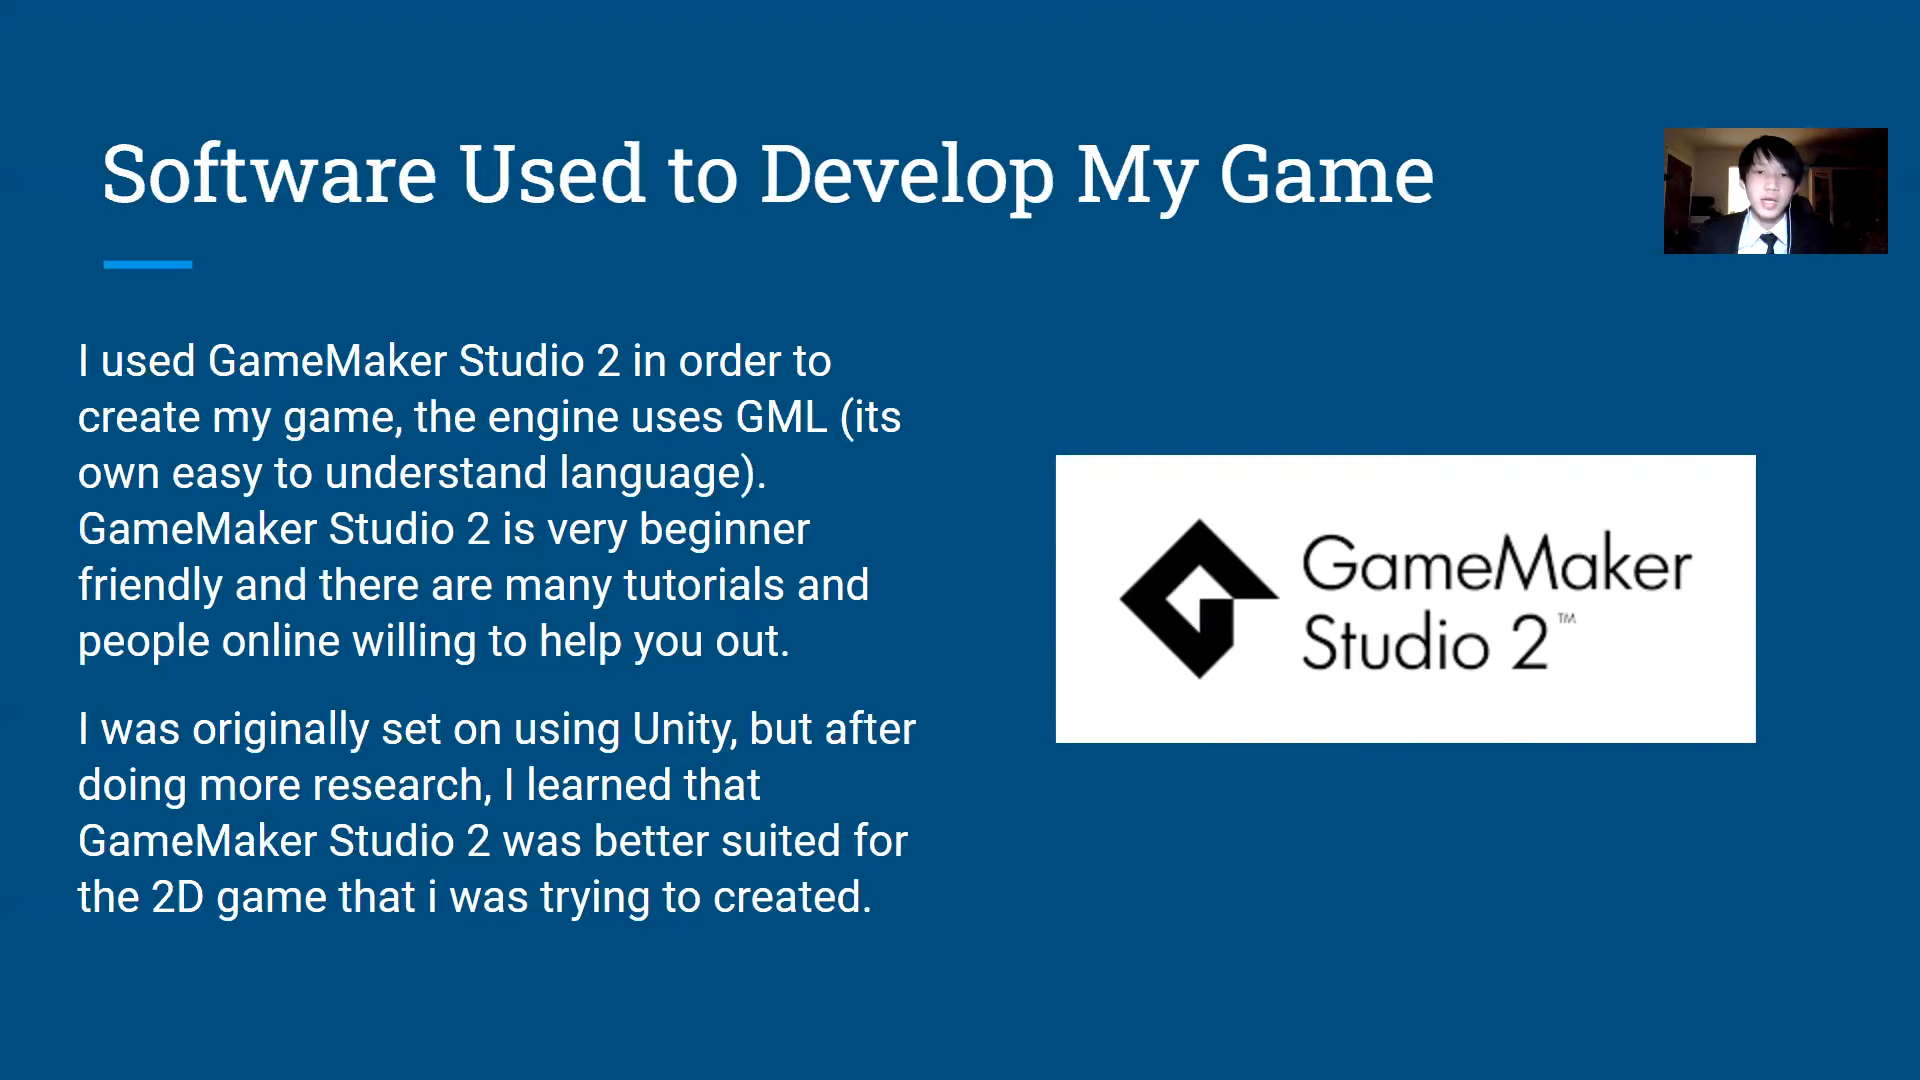 Software Used to Develop My Game
I used GameMaker Studio 2 in order to
create my game, the engine uses GML (its
own easy to understand language).
GameMaker Studio 2 is very beginner
friendly and there are many tutorials and
people online willing to help you out.
I was originally set on using Unity, but after
doing more research, I learned that
GameMaker Studio 2 was better suited for
the 2D game that i was trying to created.
GameMaker
Studio 2™